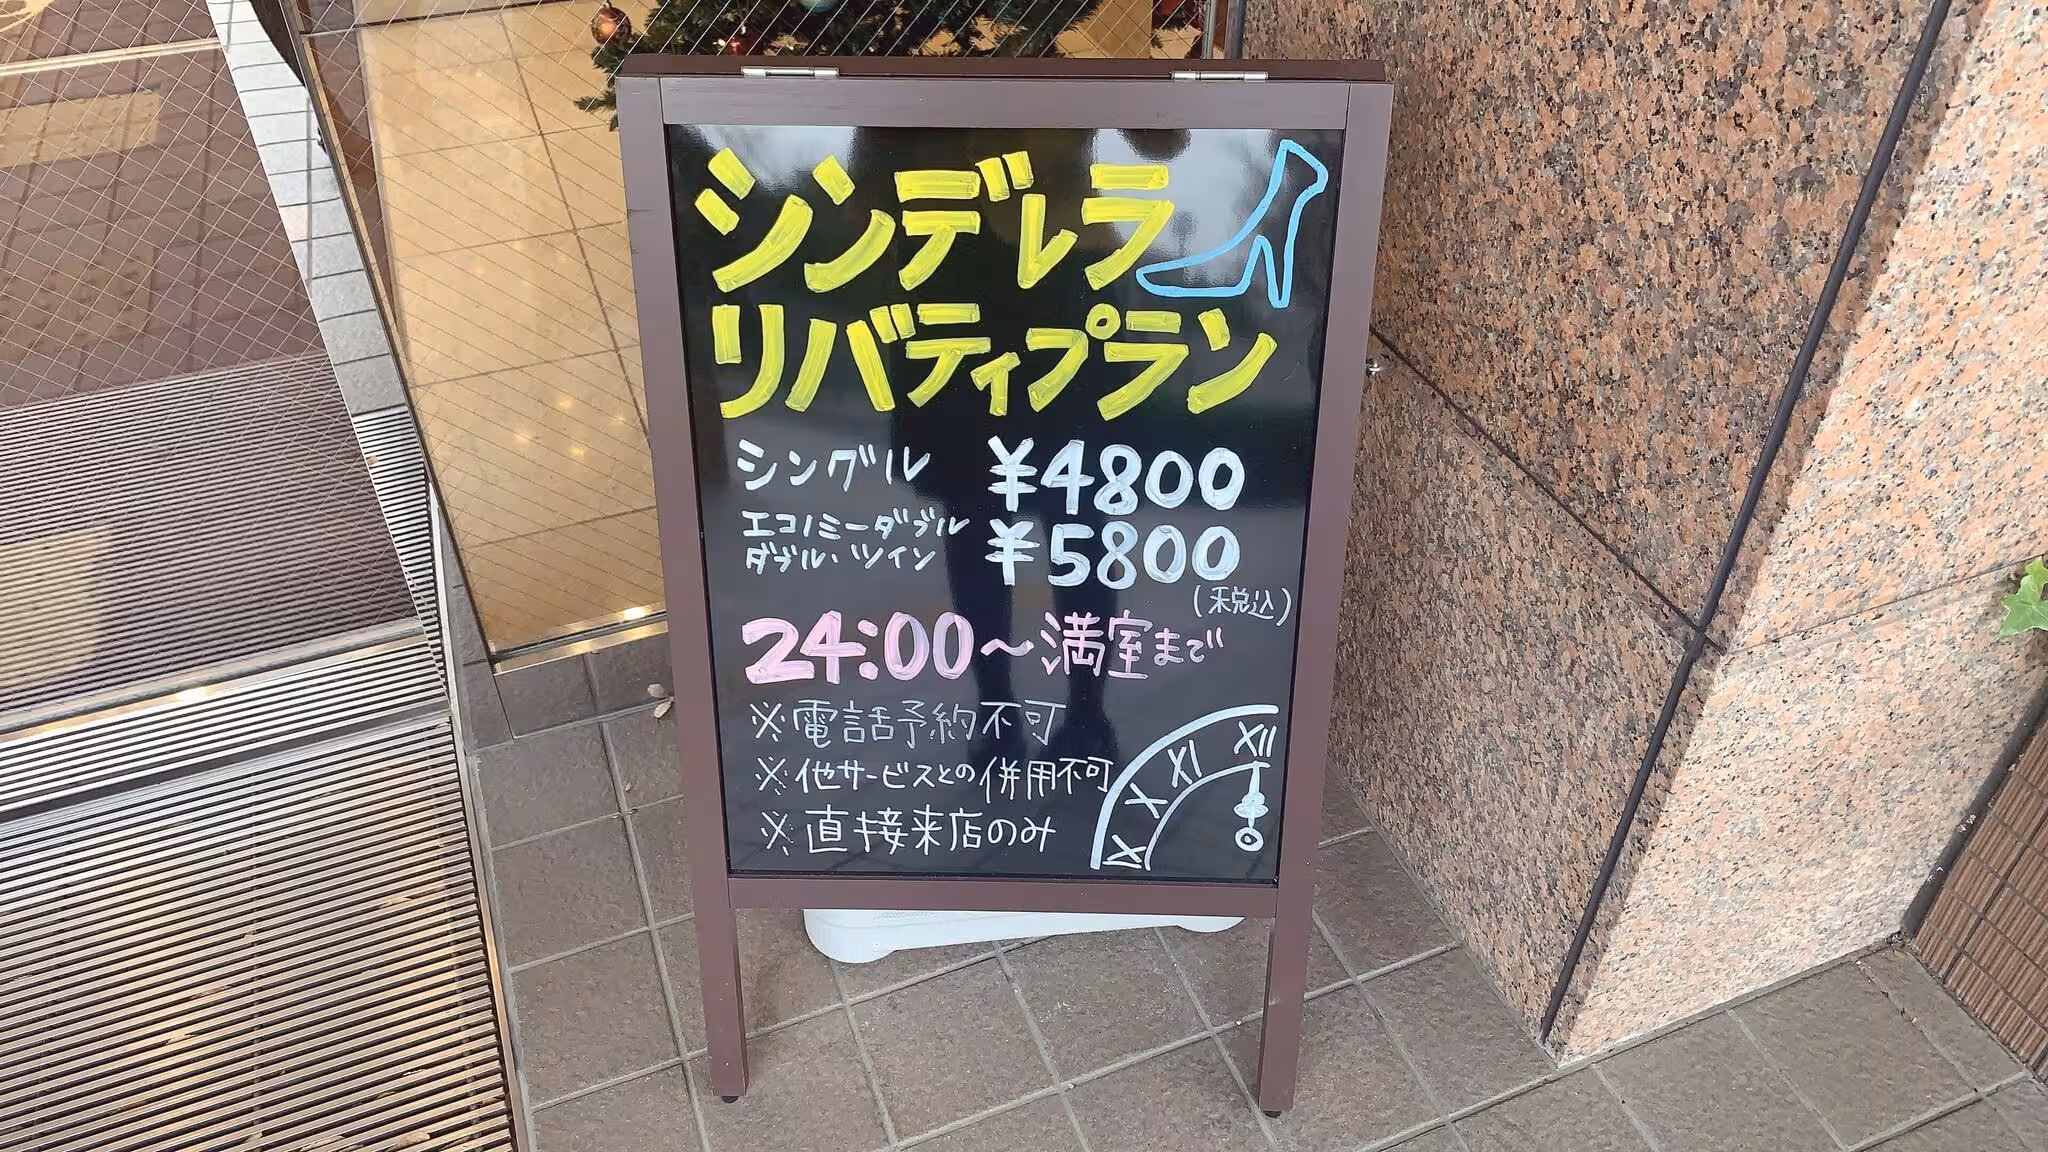 シンデレラ
リバティプラン
シングル ¥4800
エコノミーダブル
ダブル・ツイン ¥5800
(税込)
24:00〜満室まで
※電話予約不可
※他サービスとの併用不可
※直接来店のみ
XII
XI
X
IX